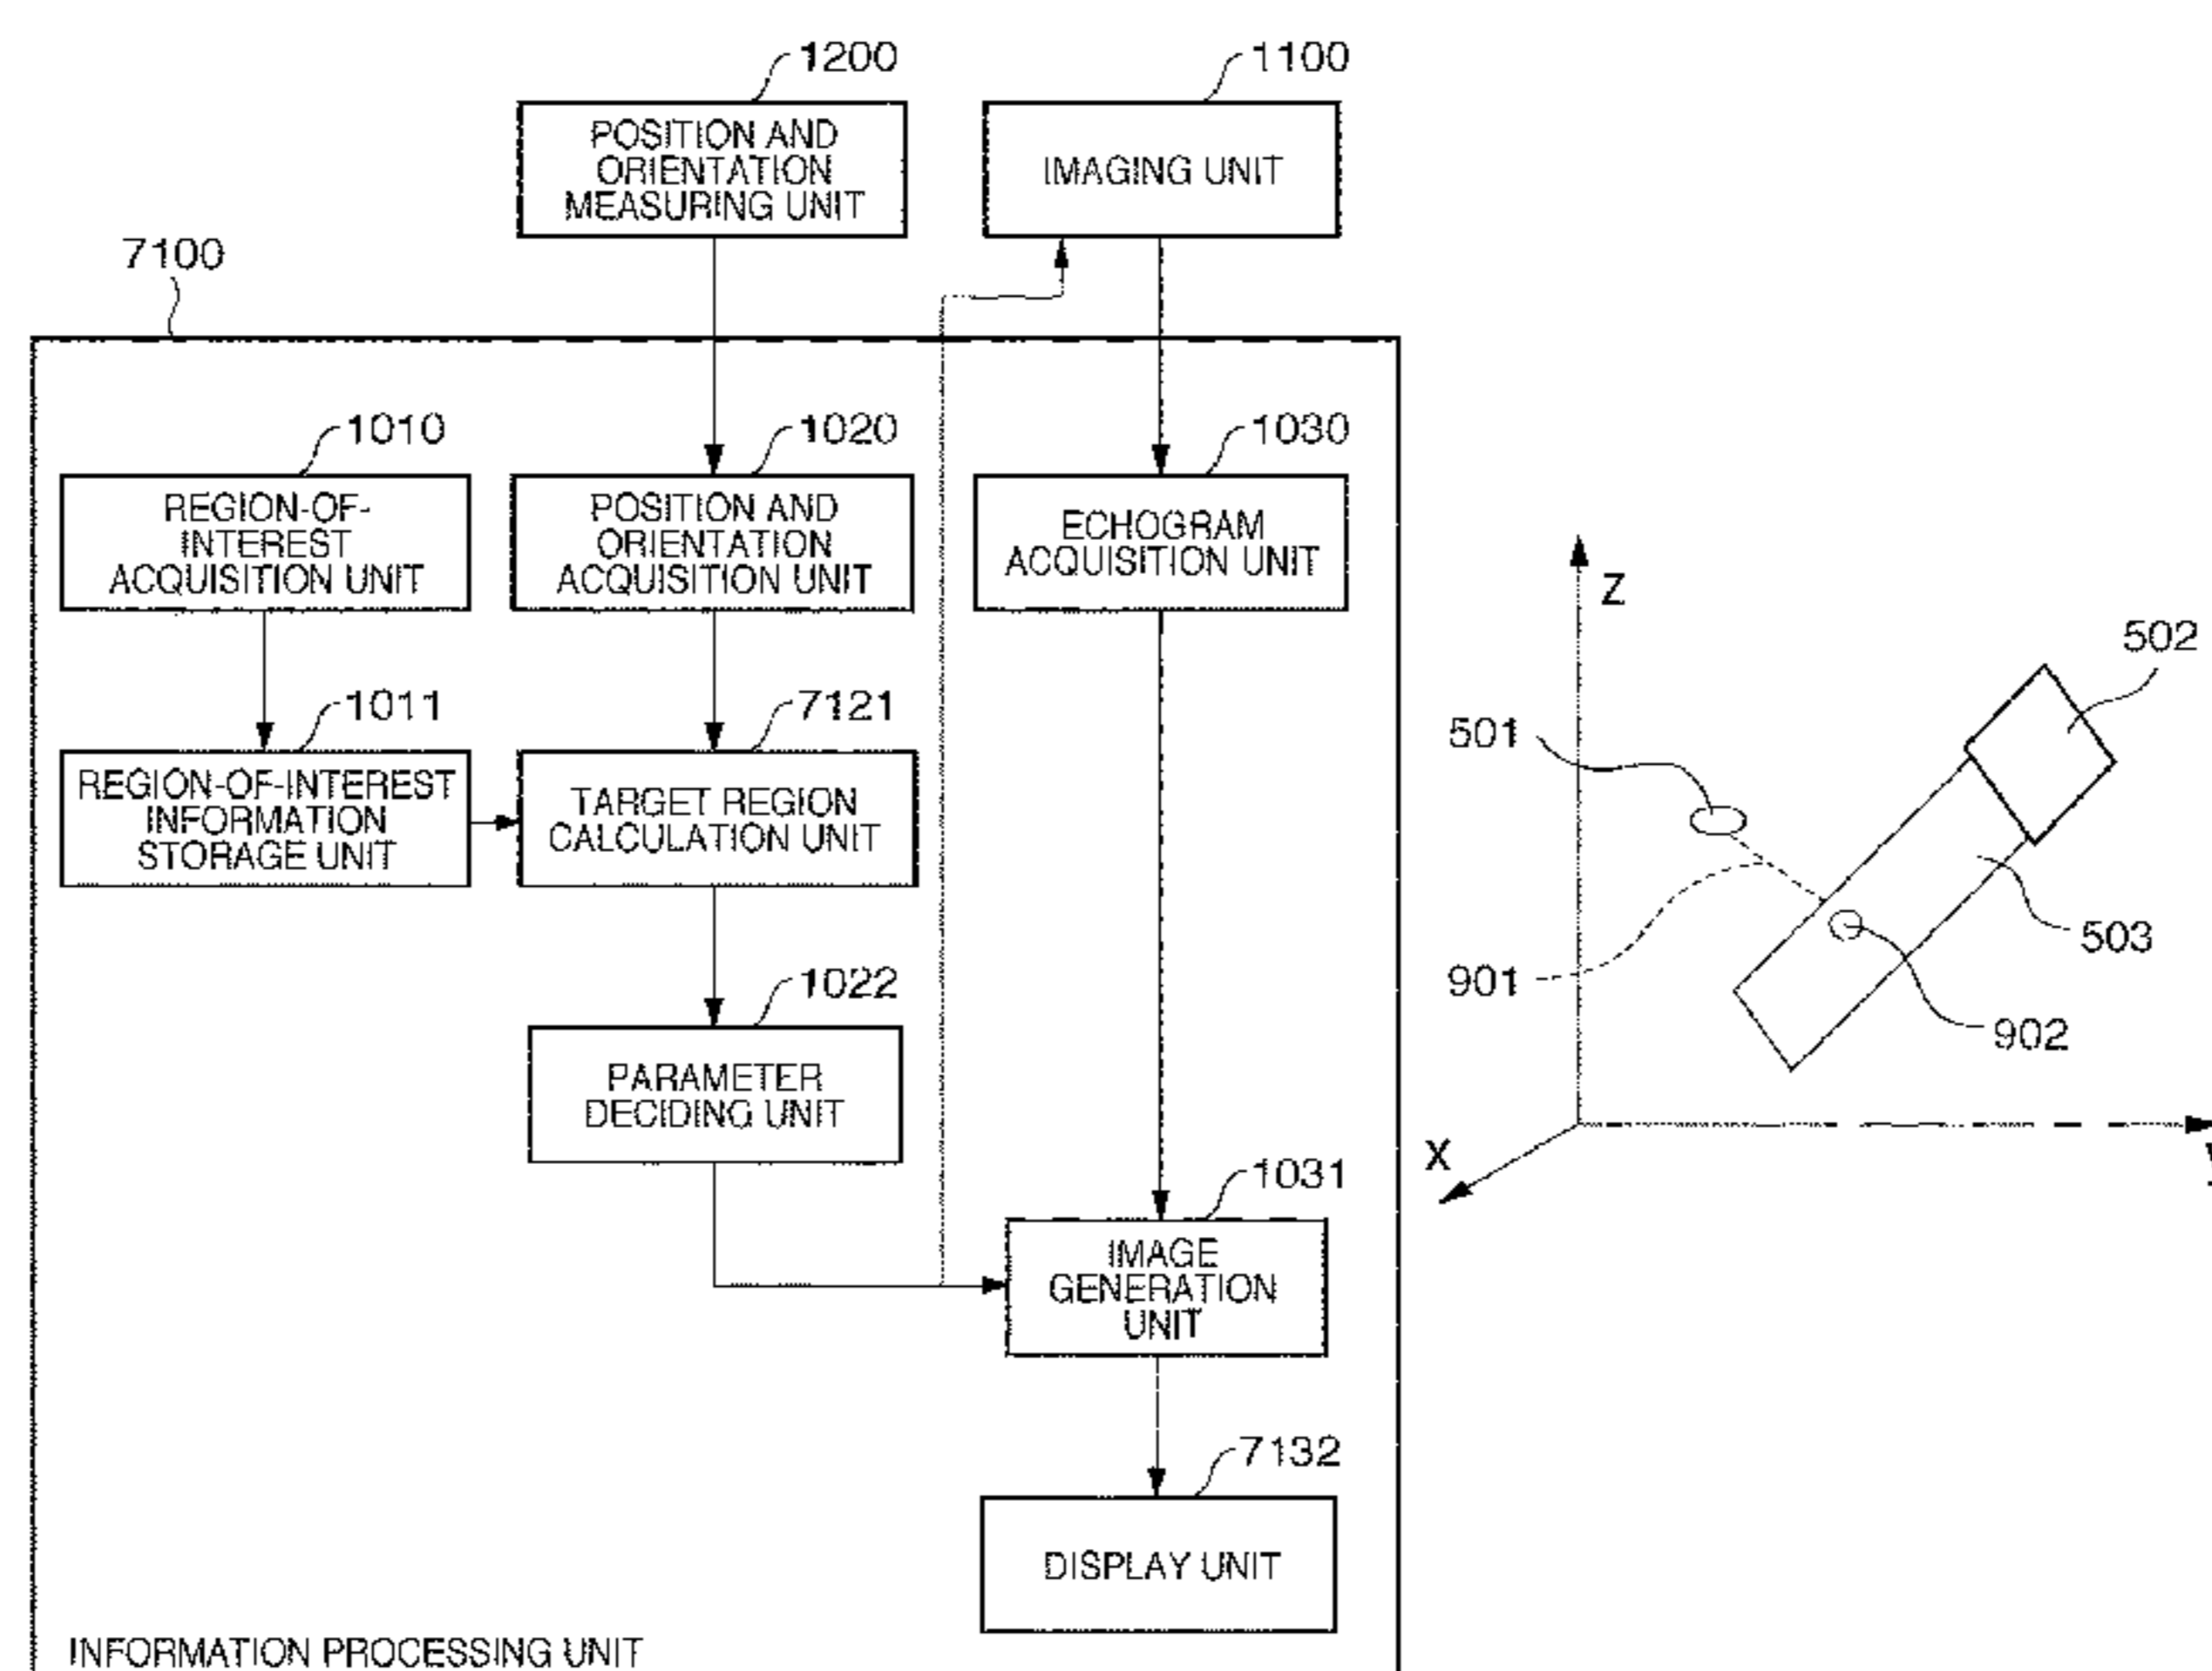 1200
1100
POSITION AND
ORIENTATION
MEASURING UNIT
IMAGING UNIT
7100
1010
1020
1030
REGION-OF-
INTEREST
ACQUISITION UNIT
POSITION AND
ORIENTATION
ACQUISITION UNIT
ECHOGRAM
ACQUISITION UNIT
1011
7121
REGION-OF-INTEREST
INFORMATION
STORAGE UNIT
TARGET REGION
CALCULATION UNIT
1022
PARAMETER
DECIDING UNIT
1031
IMAGE
GENERATION
UNIT
7132
DISPLAY UNIT
INFORMATION PROCESSING UNIT
Z
502
501
503
901
902
X